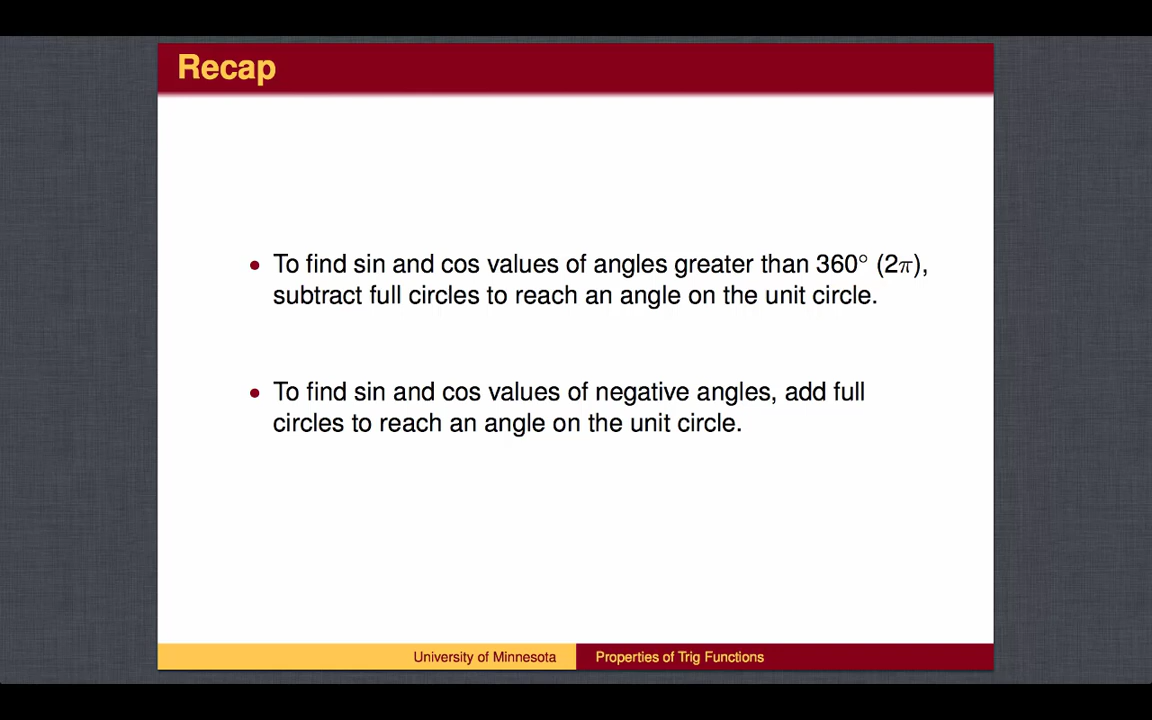 Recap
• To find sin and cos values of angles greater than 360° (2π),
subtract full circles to reach an angle on the unit circle.
• To find sin and cos values of negative angles, add full
circles to reach an angle on the unit circle.
University of Minnesota
Properties of Trig Functions